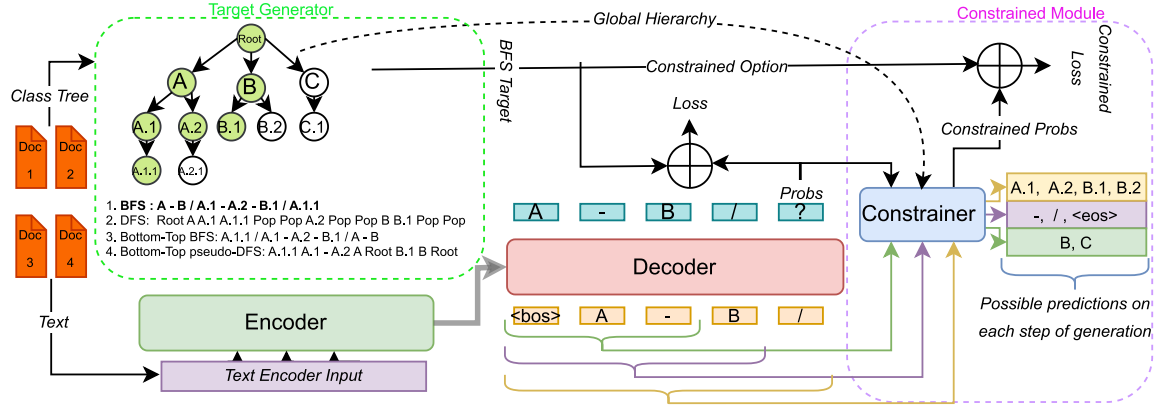 Target Generator
Global Hierarchy
Constrained Module
Class Tree
Doc
1
Doc
2
Root
A
B
C
A.1
A.2
B.1
B.2
C.1
A.1.1
A.2.1
1. BFS : A - B / A.1 - A.2 - B.1 / A.1.1
2. DFS: Root A A.1 A.1.1 Pop Pop A.2 Pop Pop B B.1 Pop Pop
3. Bottom-Top BFS: A.1.1 / A.1 - A.2 - B.1 / A - B
4. Bottom-Top pseudo-DFS: A.1.1 A.1 - A.2 A Root B.1 B Root
BFS Target
Constrained Option
Loss
Constrained
Loss
Constrained Probs
Probs
A
-
B
/
?
Constrainer
A.1, A.2, B.1, B.2
-, / , <eos>
B, C
Possible predictions on
each step of generation
Doc
3
Doc
4
Text
Encoder
Text Encoder Input
Decoder
<bos>
A
-
B
/